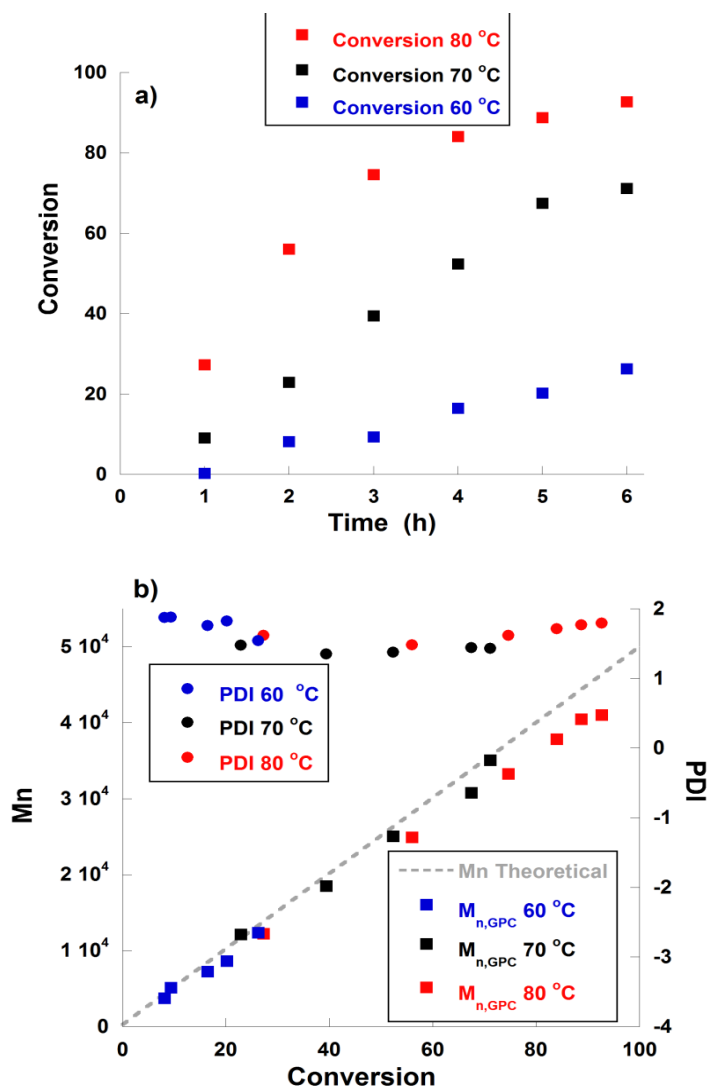 Conversion 80 °C
Conversion 70 °C
Conversion 60 °C
a)
100
80
60
40
20
0
Conversion
0 1 2 3 4 5 6
Time (h)
b)
5 10⁴
4 10⁴
3 10⁴
2 10⁴
1 10⁴
0
Mn
PDI 60 °C
PDI 70 °C
PDI 80 °C
2
1
0
-1
-2
-3
-4
PDI
Mn Theoretical
Mn,GPC 60 °C
Mn,GPC 70 °C
Mn,GPC 80 °C
0 20 40 60 80 100
Conversion